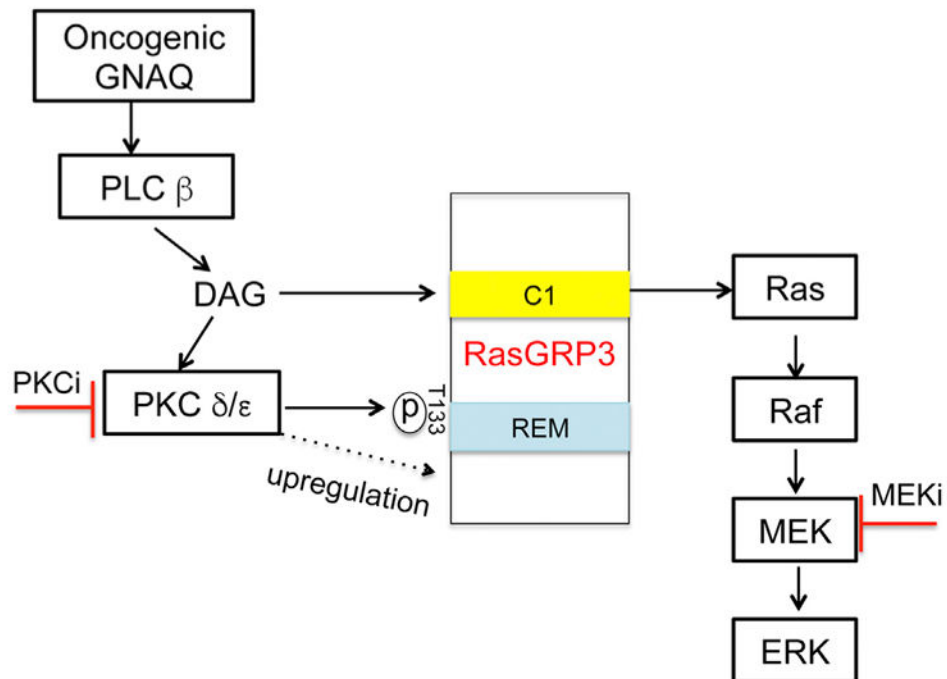 Oncogenic
GNAQ
PLC β
DAG
C1
Ras
RasGRP3
PKCi
PKC δ/ε
p
T133
REM
Raf
upregulation
MEKi
MEK
ERK